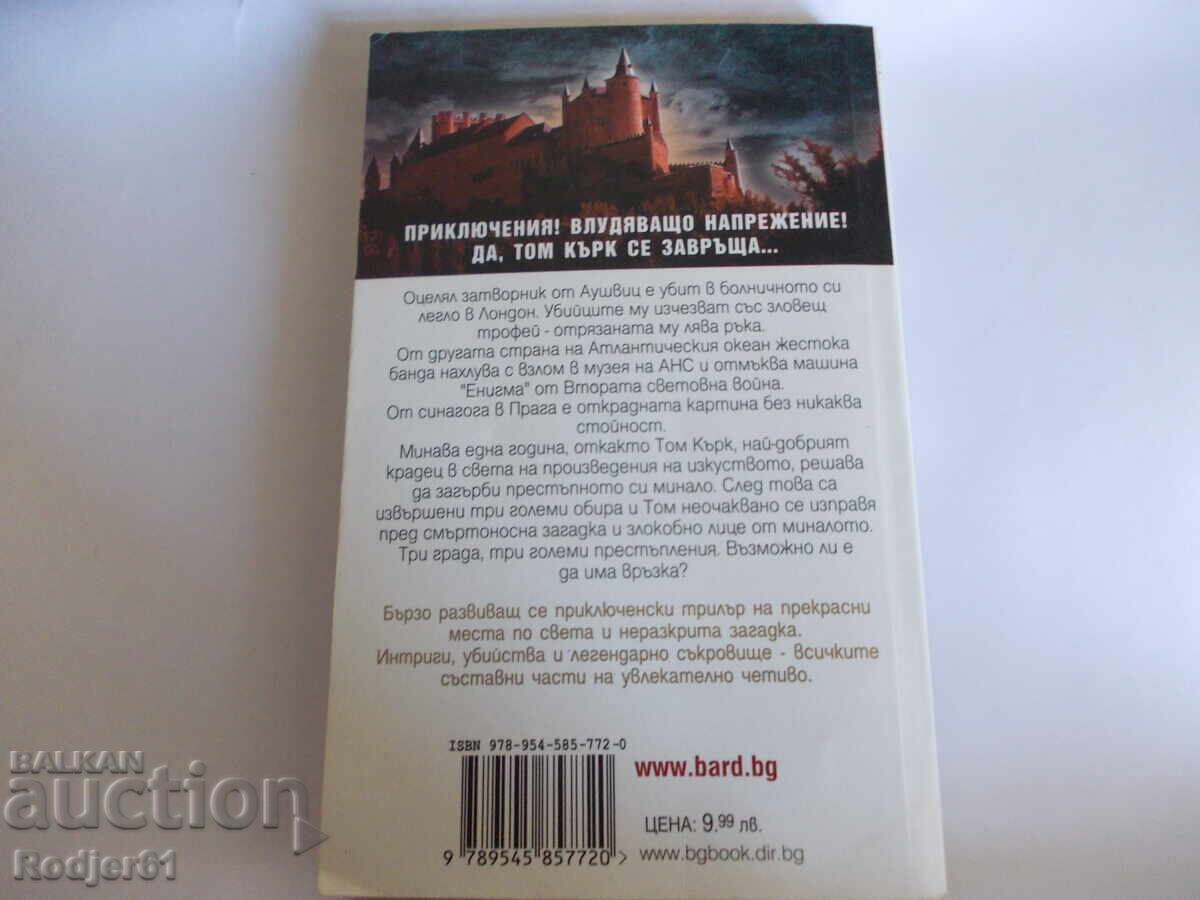 ПРИКЛЮЧЕНИЯ! ВЛУДЯВАЩО НАПРЕЖЕНИЕ!
ДА, ТОМ КЪРК СЕ ЗАВРЪЩА...
Оцелял затворник от Аушвиц е убит в болничното си
легло в Лондон. Убийците му изчезват със зловещ
трофей - отрязаната му лява ръка.
От другата страна на Атлантическия океан жестока
банда нахлува с взлом в музея на АНС и отмъква машина
"Енигма" от Втората световна война.
От синагога в Прага е открадната картина без никаква
стойност.
Минава една година, откакто Том Кърк, най-добрият
крадец в света на произведения на изкуството, решава
да загърби престъпното си минало. След това са
извършени три големи обира и Том неочаквано се изправя
пред смъртоносна загадка и злокобно лице от миналото.
Три града, три големи престъпления. Възможно ли е
да има връзка?
Бързо развиващ се приключенски трилър на прекрасни
места по света и неразкрита загадка.
Интриги, убийства и легендарно съкровище - всичките
съставни части на увлекателно четиво.
ISBN 978-954-585-772-0
www.bard.bg
ЦЕНА: 9,99 лв.
9 789545 857720 >
www.bgbook.dir.bg
BALKAN
auction
Rodjer61